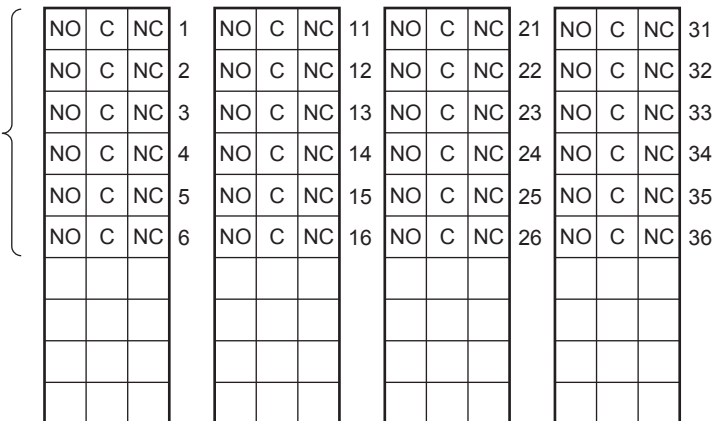 NO C NC 1 NO C NC 11 NO C NC 21 NO C NC 31
NO C NC 2 NO C NC 12 NO C NC 22 NO C NC 32
NO C NC 3 NO C NC 13 NO C NC 23 NO C NC 33
NO C NC 4 NO C NC 14 NO C NC 24 NO C NC 34
NO C NC 5 NO C NC 15 NO C NC 25 NO C NC 35
NO C NC 6 NO C NC 16 NO C NC 26 NO C NC 36